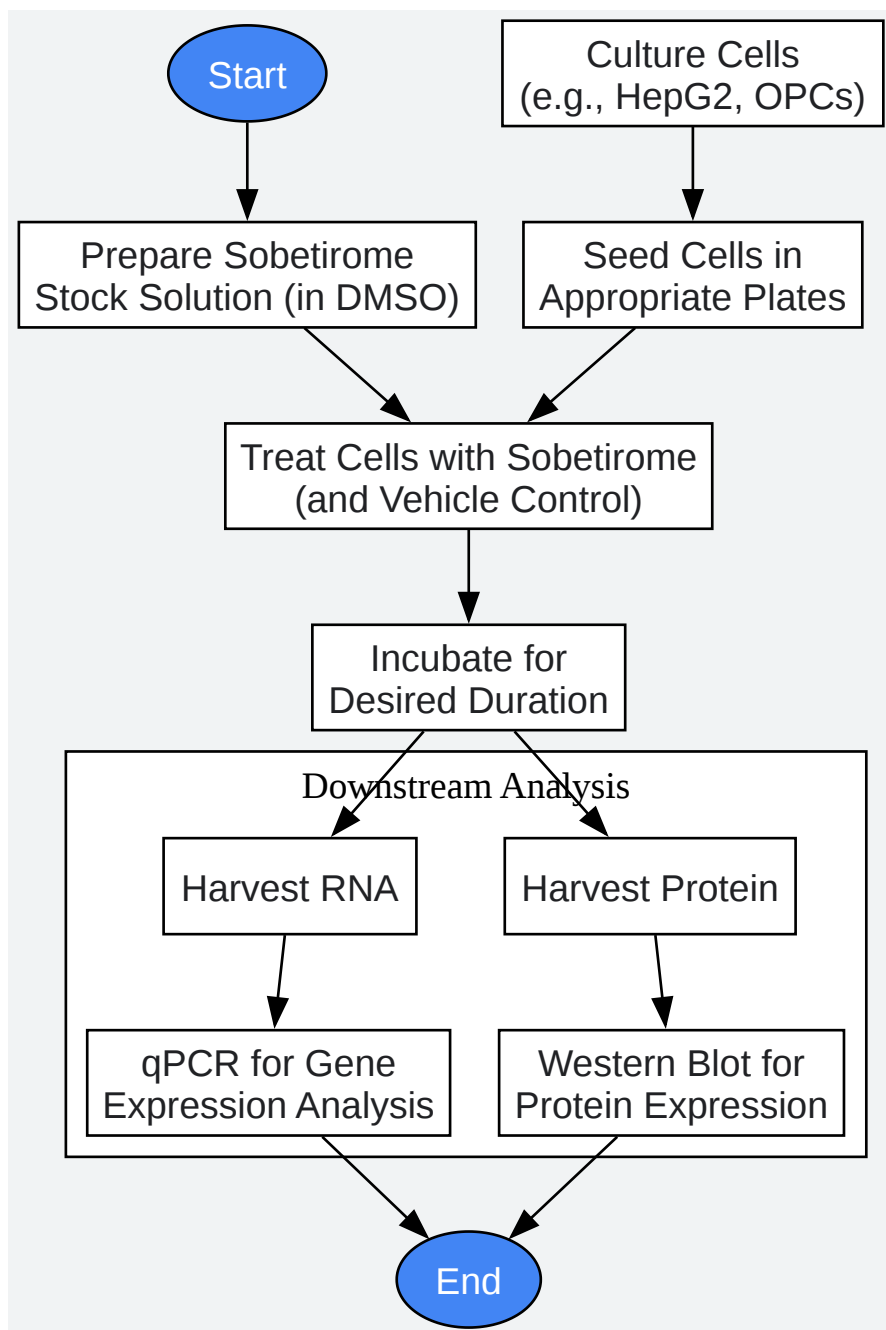 Start
Culture Cells
(e.g., HepG2, OPCs)
Prepare Sobetirome
Stock Solution (in DMSO)
Seed Cells in
Appropriate Plates
Treat Cells with Sobetirome
(and Vehicle Control)
Incubate for
Desired Duration
Downstream Analysis
Harvest RNA
Harvest Protein
qPCR for Gene
Expression Analysis
Western Blot for
Protein Expression
End